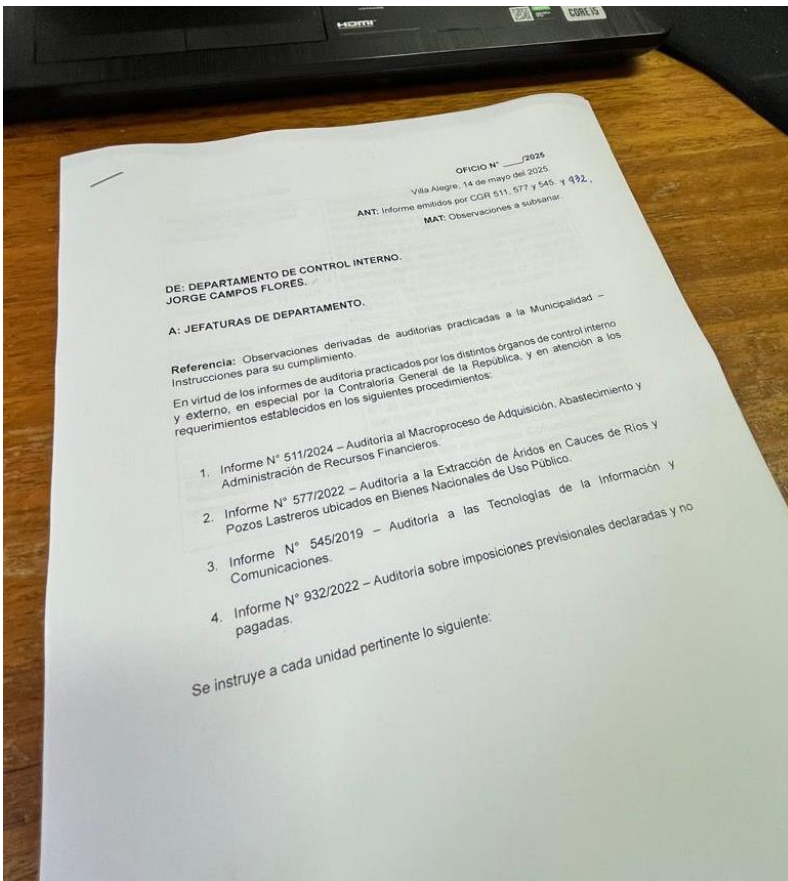 HDMI
CORE i5
OFICIO N° ____/2025
Villa Alegre, 14 de mayo del 2025.
ANT: Informe emitidos por CGR 511, 577 y 545. y 932.
MAT: Observaciones a subsanar.
DE: DEPARTAMENTO DE CONTROL INTERNO.
JORGE CAMPOS FLORES.
A: JEFATURAS DE DEPARTAMENTO.
Referencia: Observaciones derivadas de auditorias practicadas a la Municipalidad –
Instrucciones para su cumplimiento.
En virtud de los informes de auditoria practicados por los distintos órganos de control interno
y externo, en especial por la Contraloría General de la República, y en atención a los
requerimientos establecidos en los siguientes procedimientos:
1. Informe N° 511/2024 – Auditoría al Macroproceso de Adquisición, Abastecimiento y
Administración de Recursos Financieros.
2. Informe N° 577/2022 – Auditoria a la Extracción de Áridos en Cauces de Ríos y
Pozos Lastreros ubicados en Bienes Nacionales de Uso Público.
3. Informe N° 545/2019 – Auditoría a las Tecnologías de la Información y
Comunicaciones.
4. Informe N° 932/2022 – Auditoría sobre imposiciones previsionales declaradas y no
pagadas.
Se instruye a cada unidad pertinente lo siguiente: